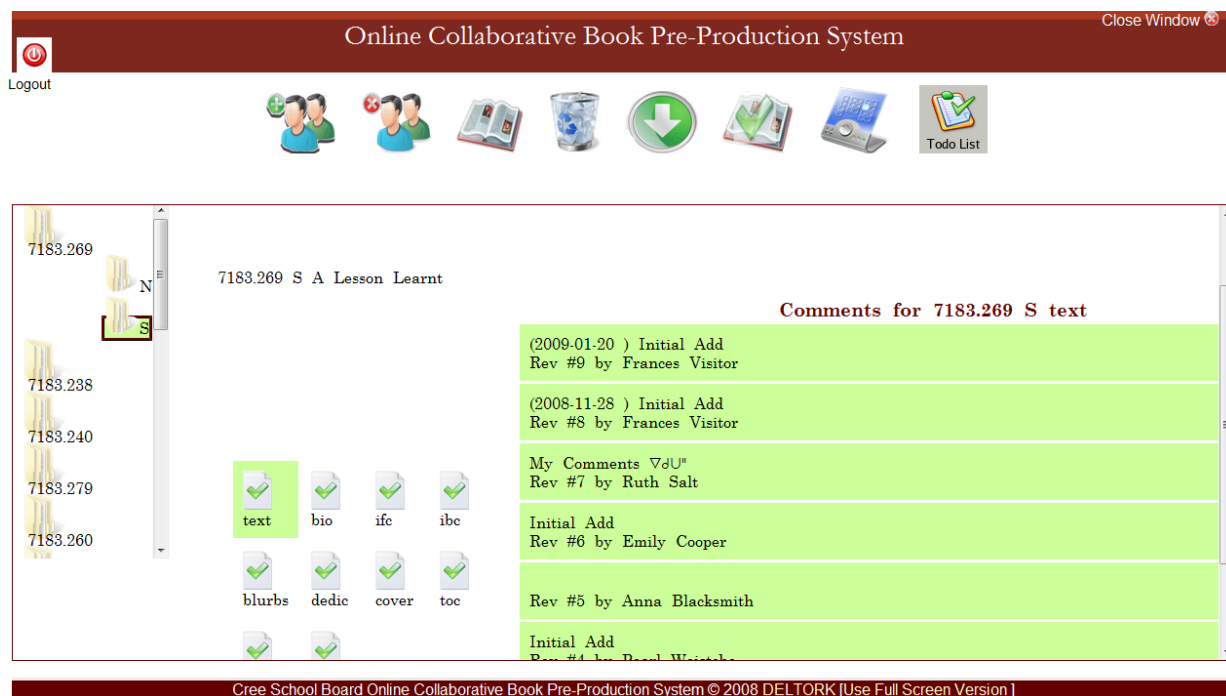 Close Window
Online Collaborative Book Pre-Production System
Logout
Todo List
7183.269
N
S
7183.238
7183.240
7183.279
7183.260
7183.269 S A Lesson Learnt
text bio ifc ibc
blurbs dedic cover toc
Comments for 7183.269 S text
(2009-01-20 ) Initial Add
Rev #9 by Frances Visitor
(2008-11-28 ) Initial Add
Rev #8 by Frances Visitor
My Comments ᐁᑯᑌᐦ
Rev #7 by Ruth Salt
Initial Add
Rev #6 by Emily Cooper
Rev #5 by Anna Blacksmith
Initial Add
Rev #4 by Pearl
Cree School Board Online Collaborative Book Pre-Production System © 2008 DELTORK [Use Full Screen Version ]